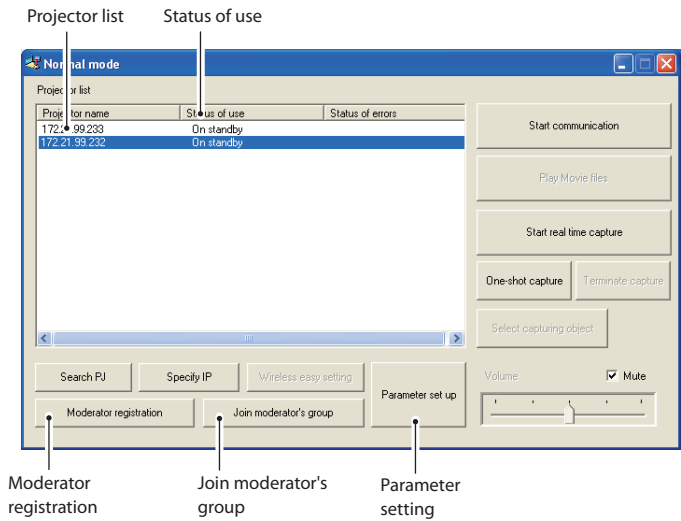 Projector list
Status of use
Normal mode
Projector list
Projector name
Status of use
Status of errors
172.21.99.233
On standby
172.21.99.232
On standby
Start communication
Play Movie files
Start real time capture
One-shot capture
Terminate capture
Select capturing object
Search PJ
Specify IP
Wireless easy setting
Parameter set up
Moderator registration
Join moderator's group
Volume
Mute
Moderator
registration
Join moderator's
group
Parameter
setting